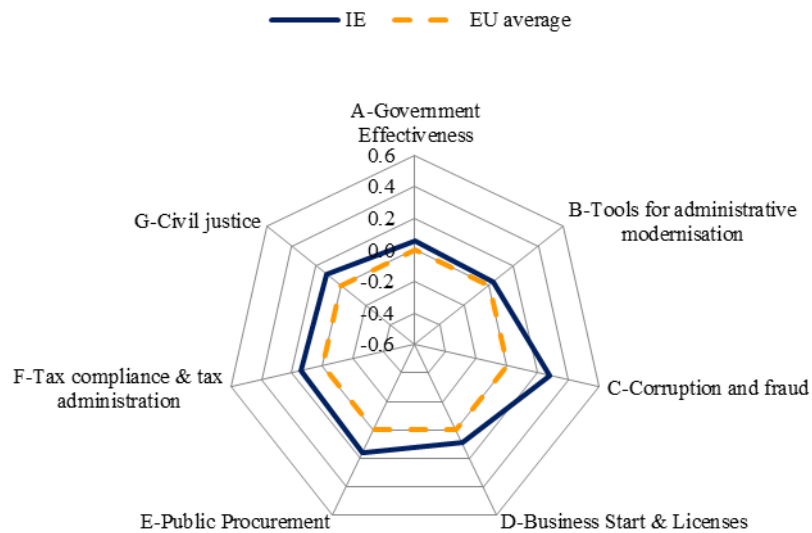 IE EU average
A-Government
Effectiveness
0.6
0.4
0.2
0.0
-0.2
-0.4
-0.6
B-Tools for administrative
modernisation
G-Civil justice
C-Corruption and fraud
F-Tax compliance & tax
administration
E-Public Procurement
D-Business Start & Licenses